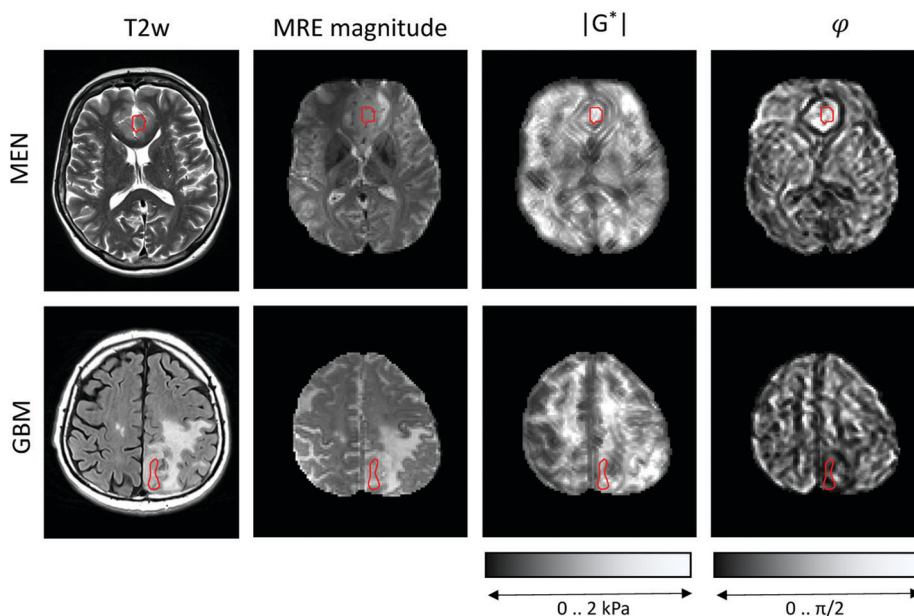 T2w
MRE magnitude
|G*|
φ
MEN
GBM
0 .. 2 kPa
0 .. π/2